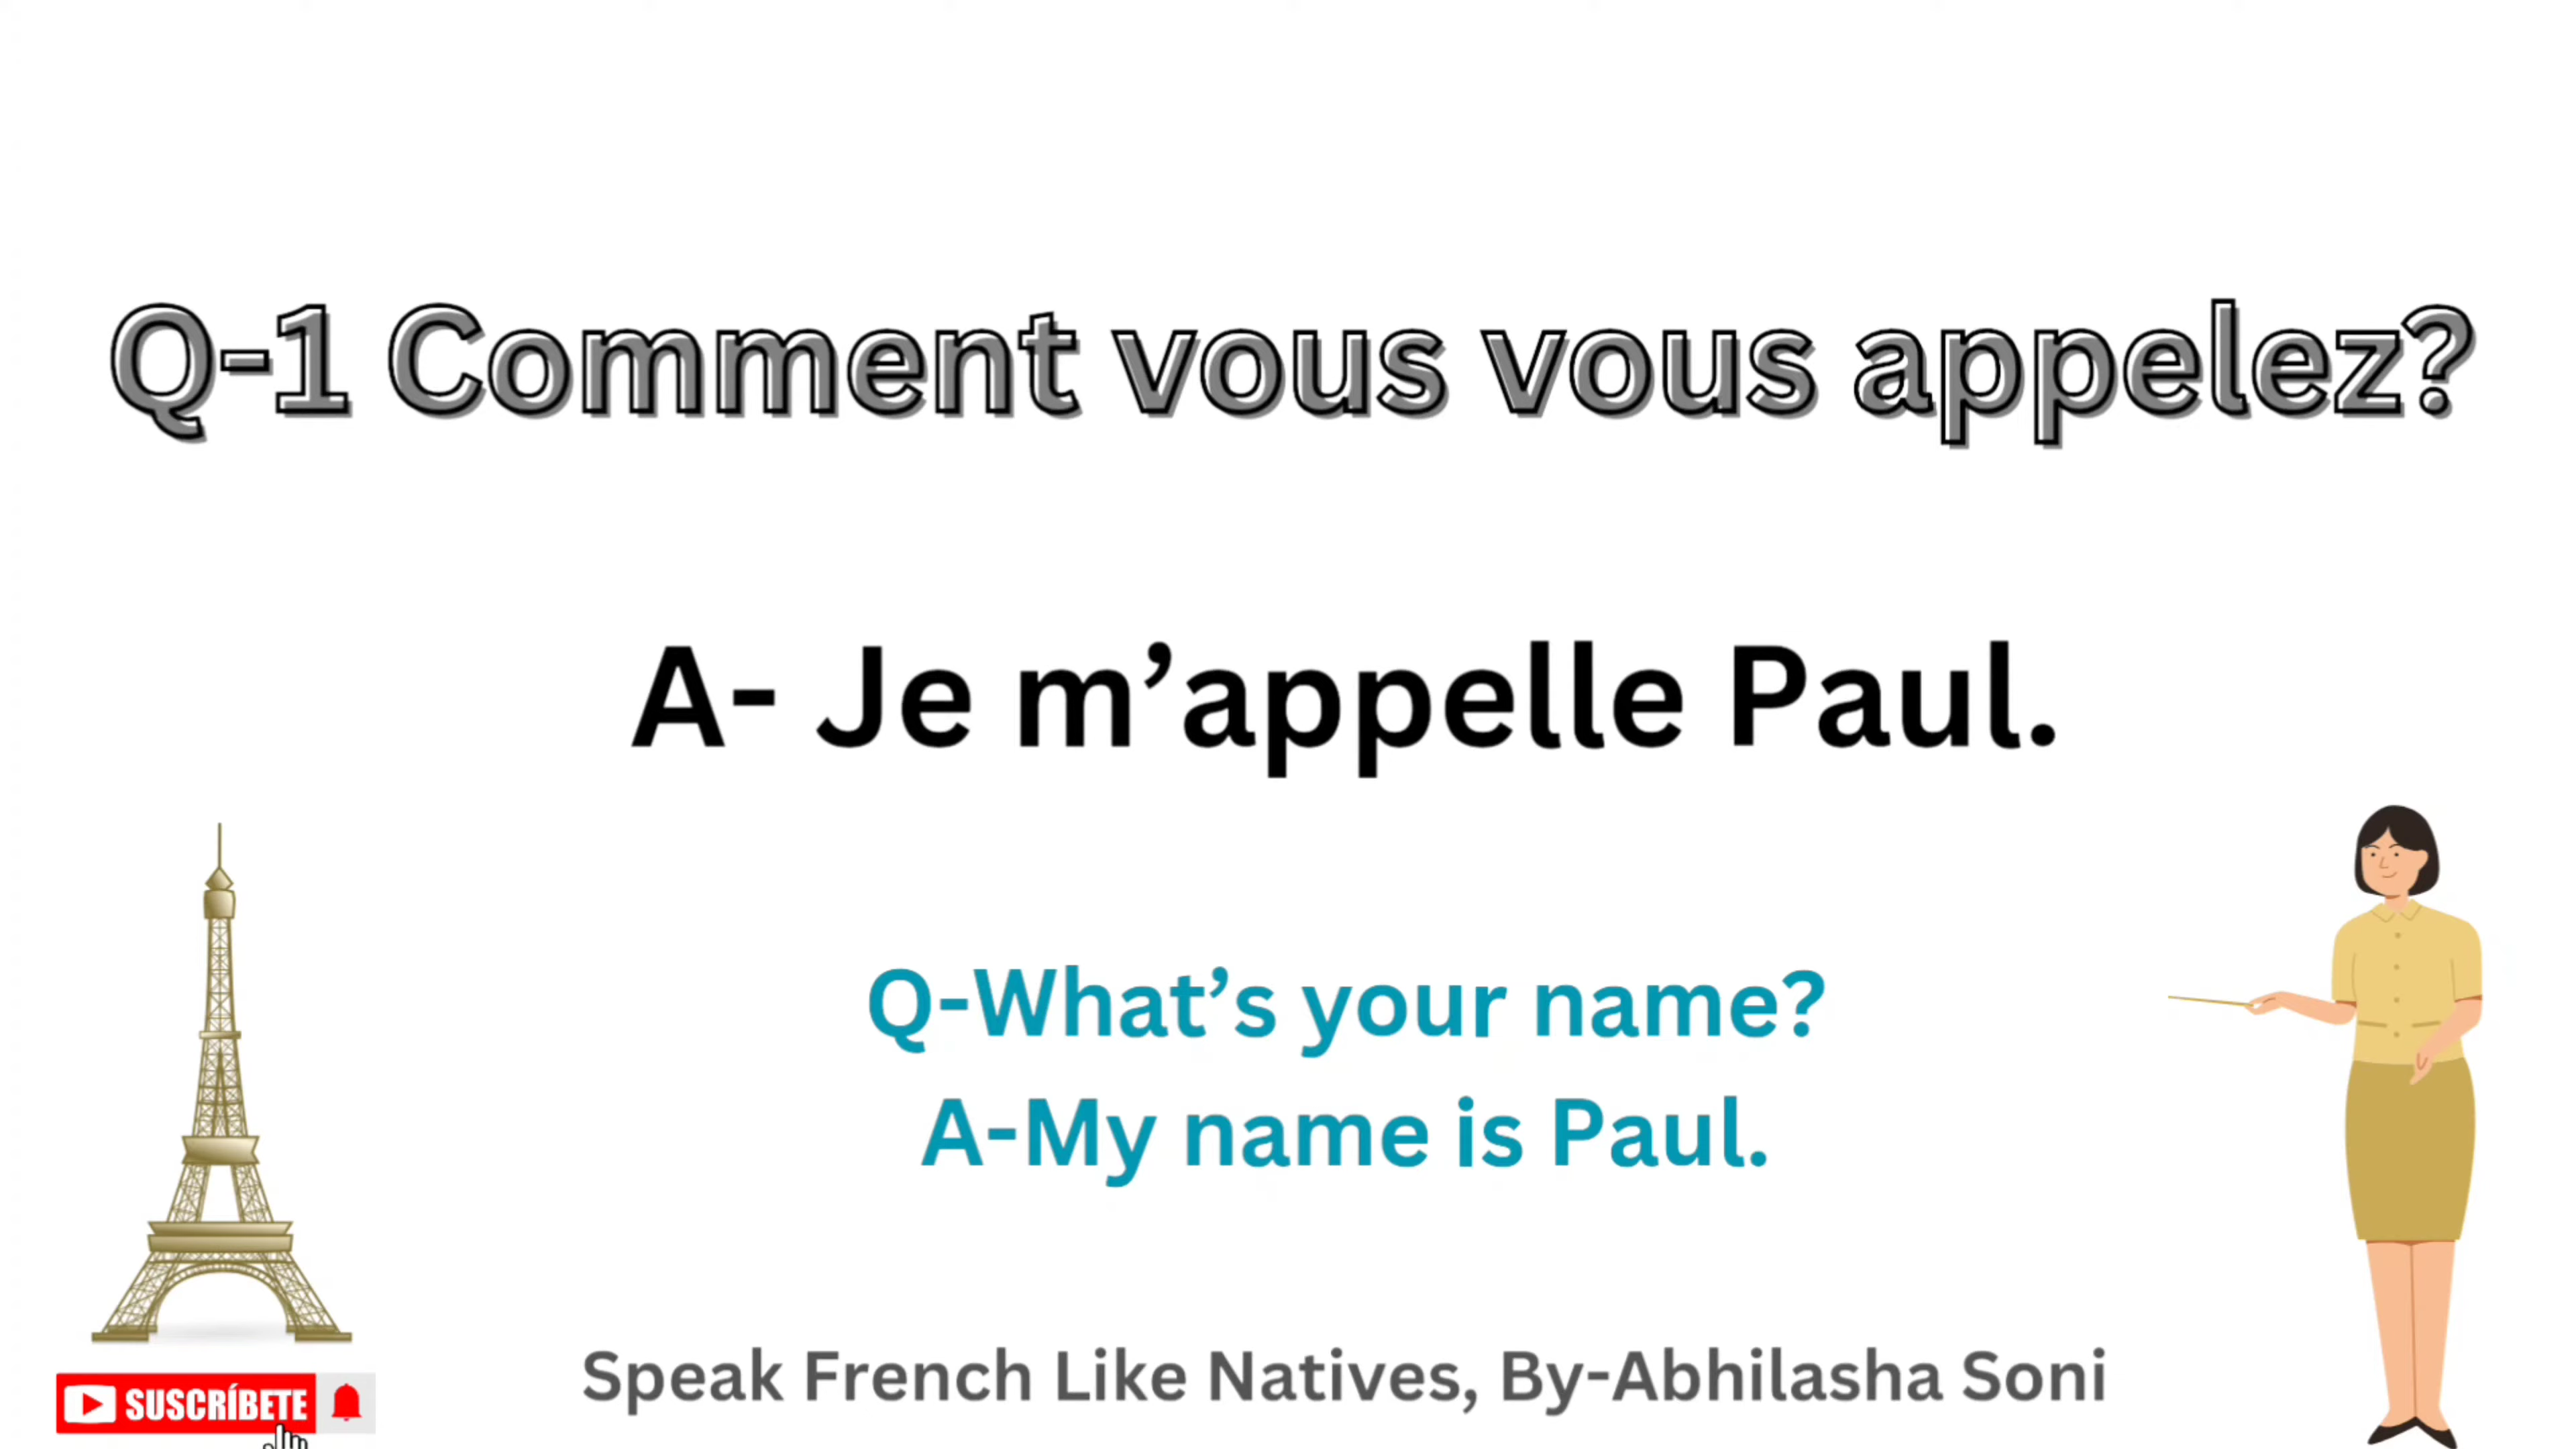 Q-1 Comment vous vous appelez?
A- Je m’appelle Paul.
Q-What’s your name?
A-My name is Paul.
Speak French Like Natives, By-Abhilasha Soni
SUSCRÍBETE